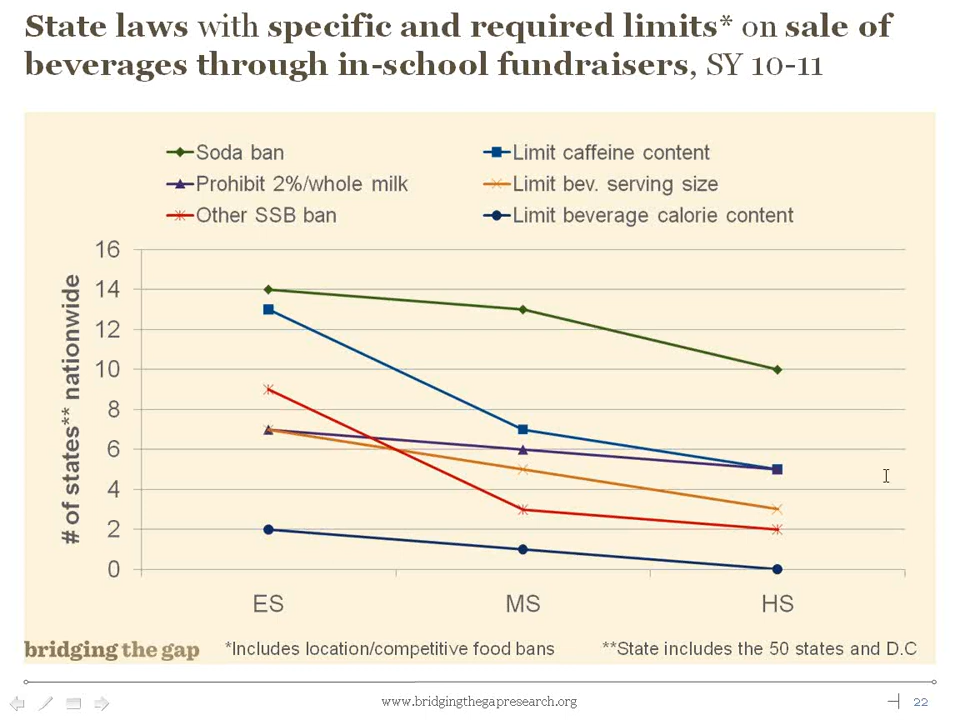 State laws with specific and required limits* on sale of
beverages through in-school fundraisers, SY 10-11
Soda ban
Limit caffeine content
Prohibit 2%/whole milk
Limit bev. serving size
Other SSB ban
Limit beverage calorie content
# of states** nationwide
16
14
12
10
8
6
4
2
0
ES MS HS
bridging the gap
*Includes location/competitive food bans
**State includes the 50 states and D.C
www.bridgingthegapresearch.org
22